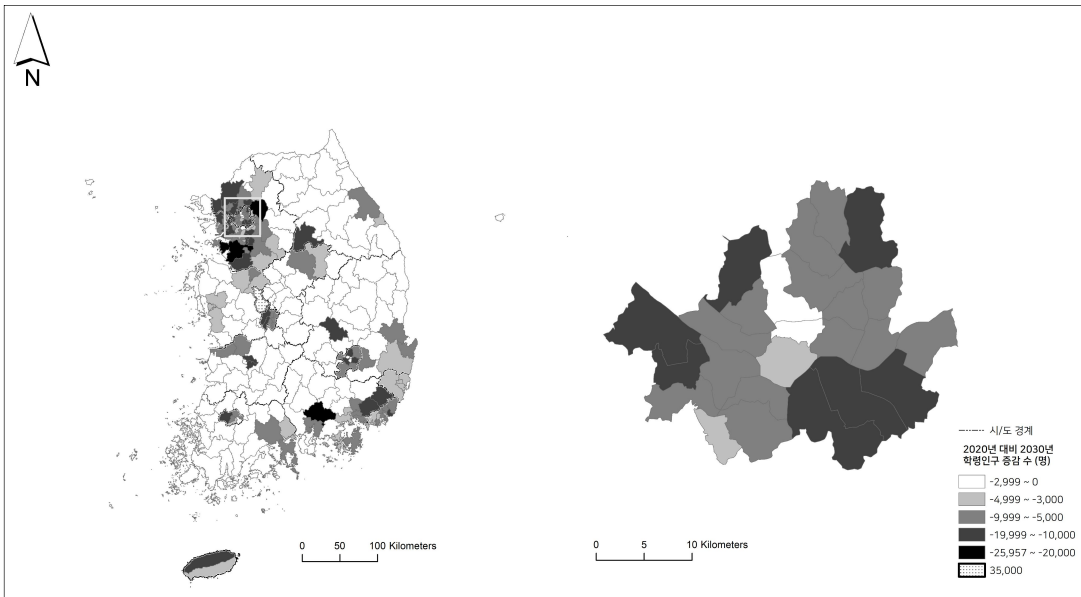 N
시/도 경계
2020년 대비 2030년
학령인구 증감 수 (명)
-2,999 ~ 0
-4,999 ~ -3,000
-9,999 ~ -5,000
-19,999 ~ -10,000
-25,957 ~ -20,000
35,000
0 50 100 Kilometers
0 5 10 Kilometers